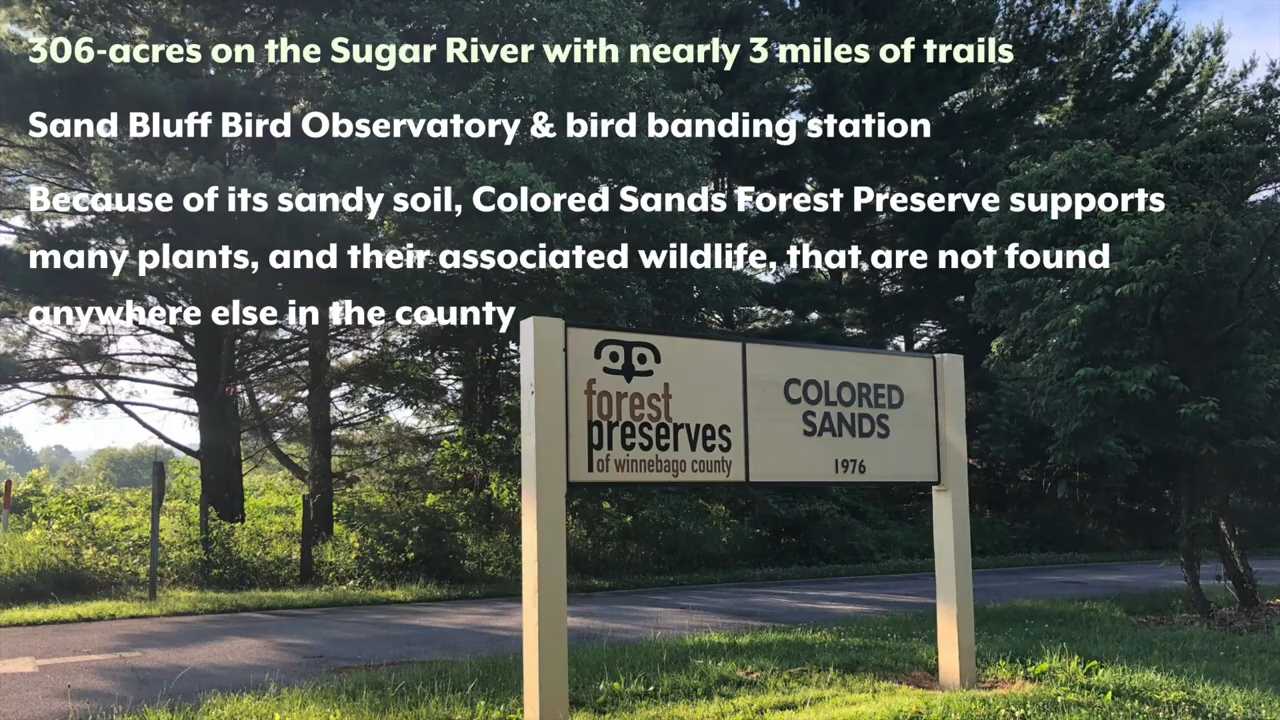 306-acres on the Sugar River with nearly 3 miles of trails
Sand Bluff Bird Observatory & bird banding station
Because of its sandy soil, Colored Sands Forest Preserve supports
many plants, and their associated wildlife, that are not found
anywhere else in the county
forest
preserves
of winnebago county
COLORED
SANDS
1976